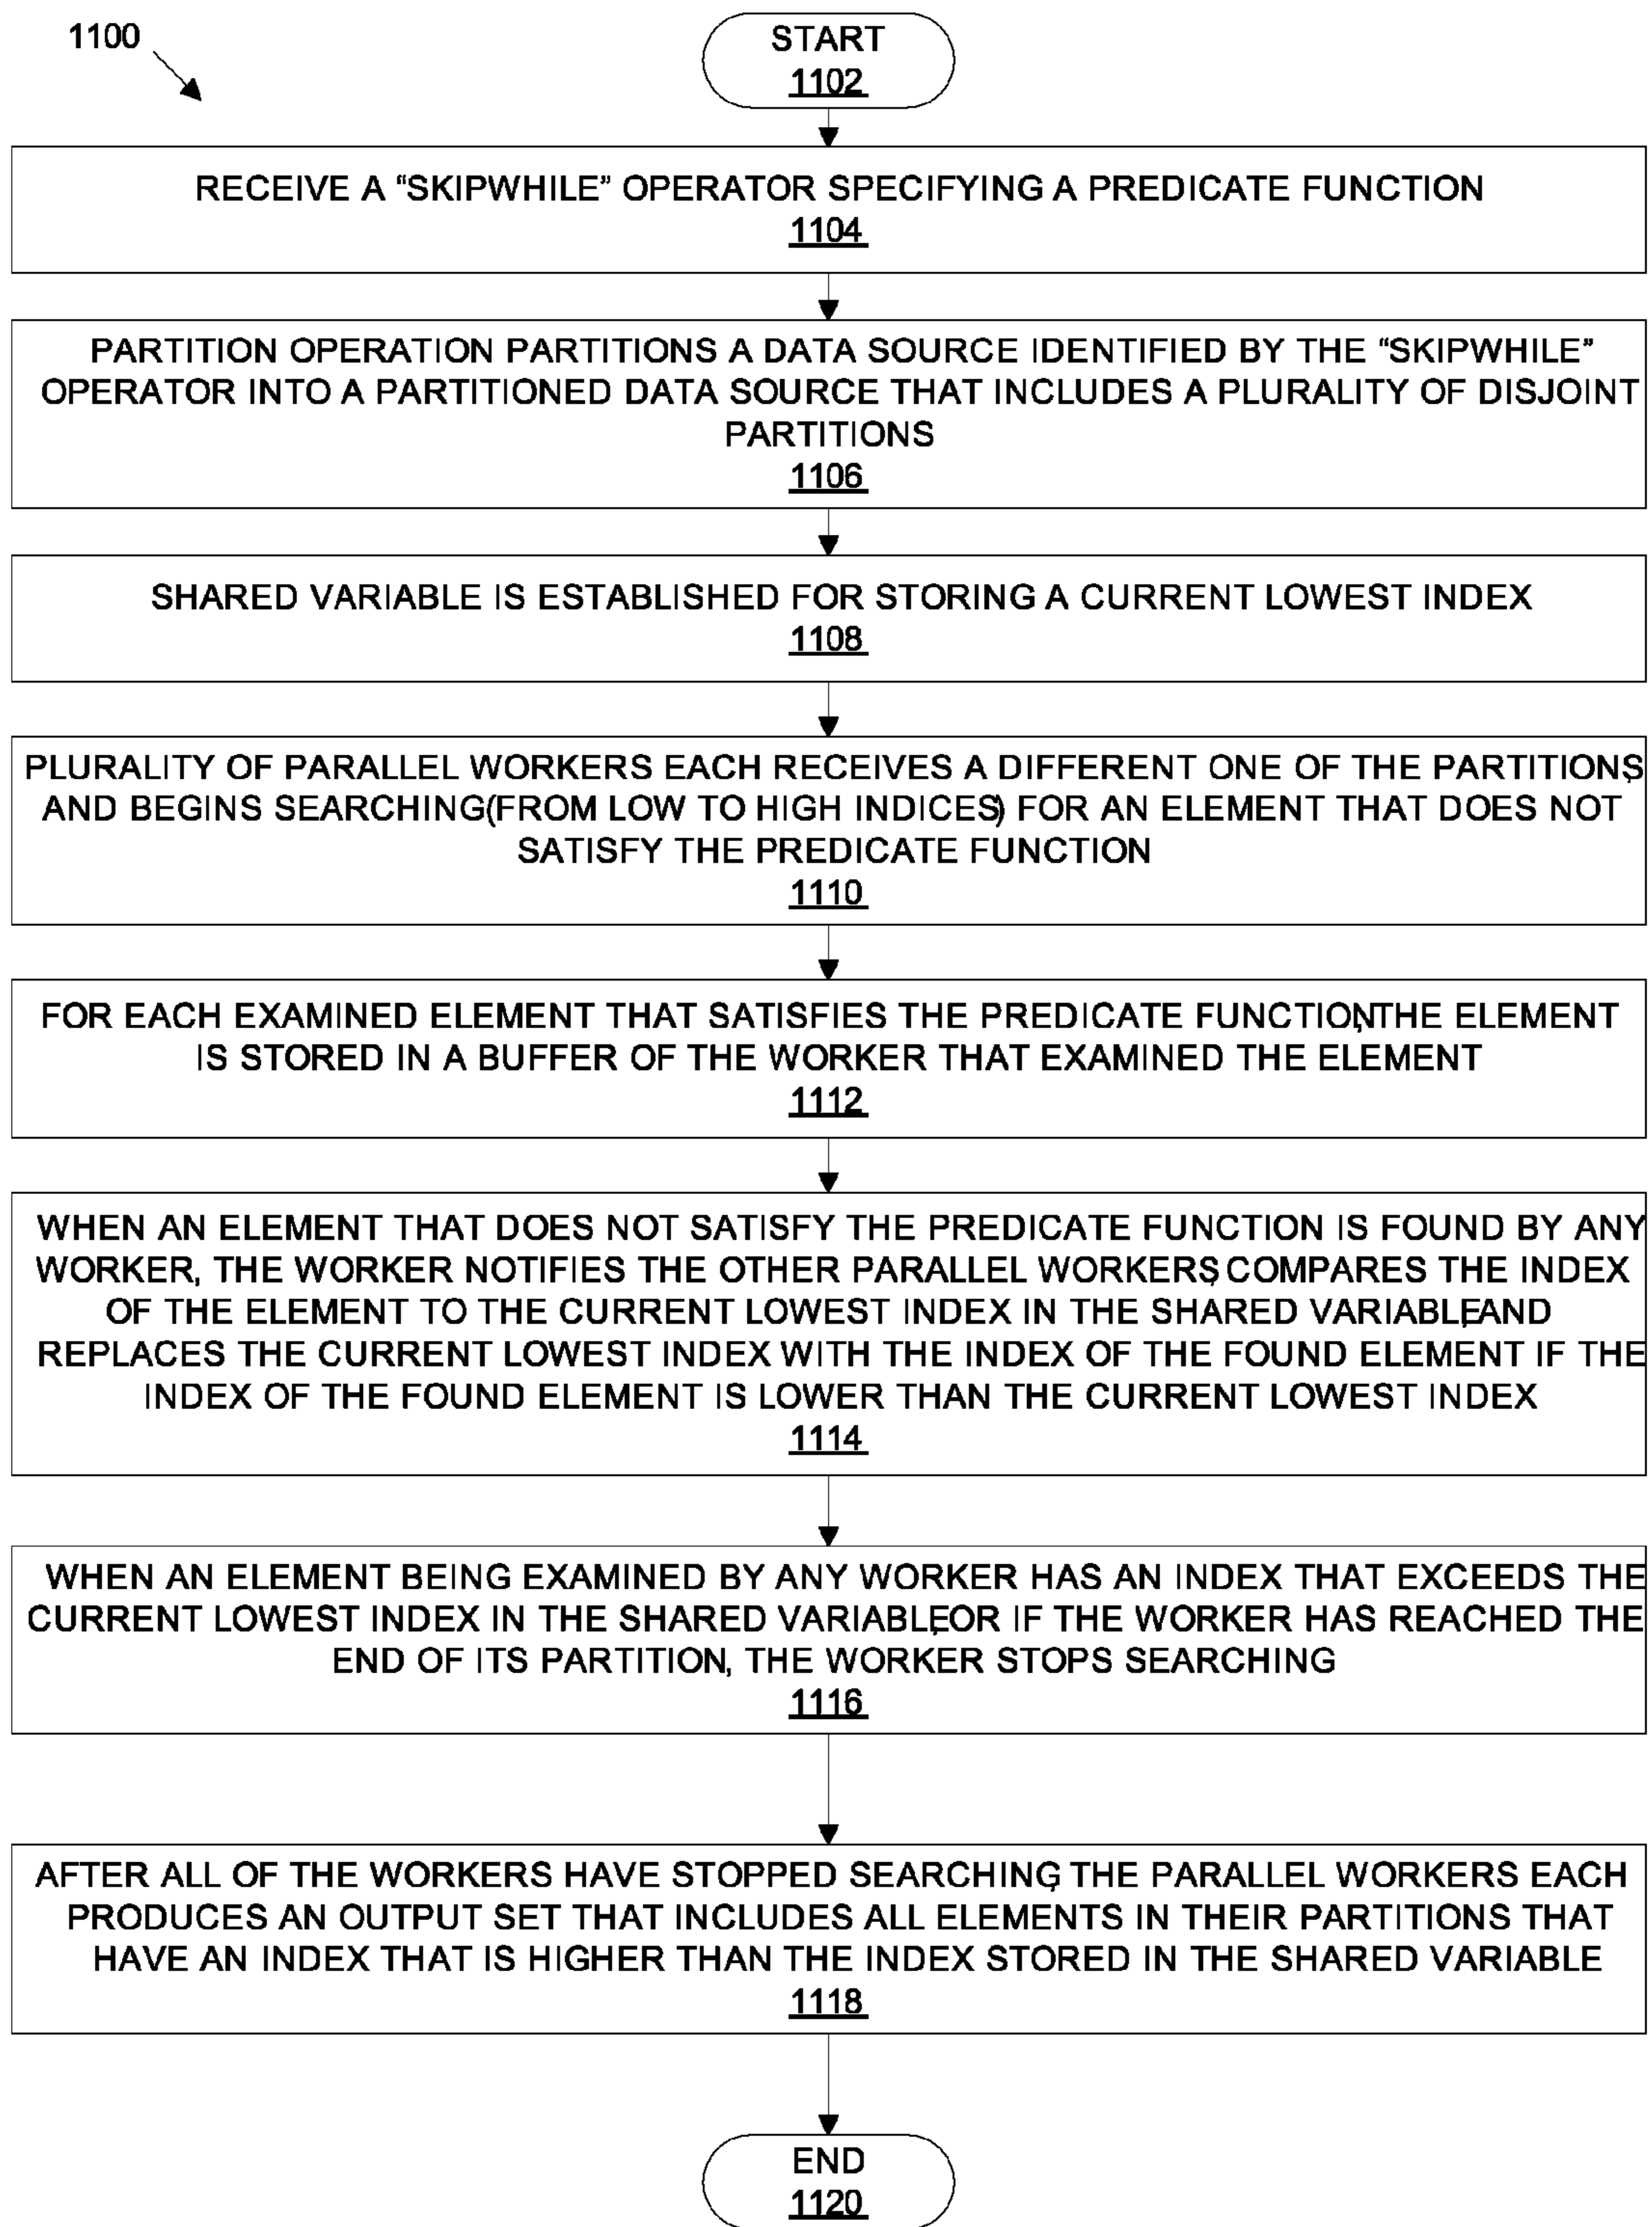 1100
START
1102
RECEIVE A “SKIPWHILE” OPERATOR SPECIFYING A PREDICATE FUNCTION
1104
PARTITION OPERATION PARTITIONS A DATA SOURCE IDENTIFIED BY THE “SKIPWHILE”
OPERATOR INTO A PARTITIONED DATA SOURCE THAT INCLUDES A PLURALITY OF DISJOINT
PARTITIONS
1106
SHARED VARIABLE IS ESTABLISHED FOR STORING A CURRENT LOWEST INDEX
1108
PLURALITY OF PARALLEL WORKERS EACH RECEIVES A DIFFERENT ONE OF THE PARTITIONS,
AND BEGINS SEARCHING (FROM LOW TO HIGH INDICES) FOR AN ELEMENT THAT DOES NOT
SATISFY THE PREDICATE FUNCTION
1110
FOR EACH EXAMINED ELEMENT THAT SATISFIES THE PREDICATE FUNCTION, THE ELEMENT
IS STORED IN A BUFFER OF THE WORKER THAT EXAMINED THE ELEMENT
1112
WHEN AN ELEMENT THAT DOES NOT SATISFY THE PREDICATE FUNCTION IS FOUND BY ANY
WORKER, THE WORKER NOTIFIES THE OTHER PARALLEL WORKERS, COMPARES THE INDEX
OF THE ELEMENT TO THE CURRENT LOWEST INDEX IN THE SHARED VARIABLE, AND
REPLACES THE CURRENT LOWEST INDEX WITH THE INDEX OF THE FOUND ELEMENT IF THE
INDEX OF THE FOUND ELEMENT IS LOWER THAN THE CURRENT LOWEST INDEX
1114
WHEN AN ELEMENT BEING EXAMINED BY ANY WORKER HAS AN INDEX THAT EXCEEDS THE
CURRENT LOWEST INDEX IN THE SHARED VARIABLE, OR IF THE WORKER HAS REACHED THE
END OF ITS PARTITION, THE WORKER STOPS SEARCHING
1116
AFTER ALL OF THE WORKERS HAVE STOPPED SEARCHING, THE PARALLEL WORKERS EACH
PRODUCES AN OUTPUT SET THAT INCLUDES ALL ELEMENTS IN THEIR PARTITIONS THAT
HAVE AN INDEX THAT IS HIGHER THAN THE INDEX STORED IN THE SHARED VARIABLE
1118
END
1120